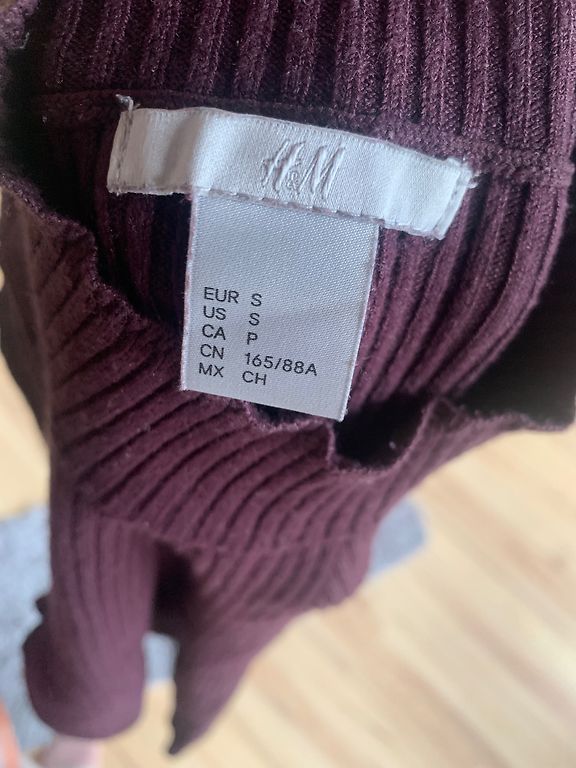 H&M
EUR S
US S
CA P
CN 165/88A
MX CH